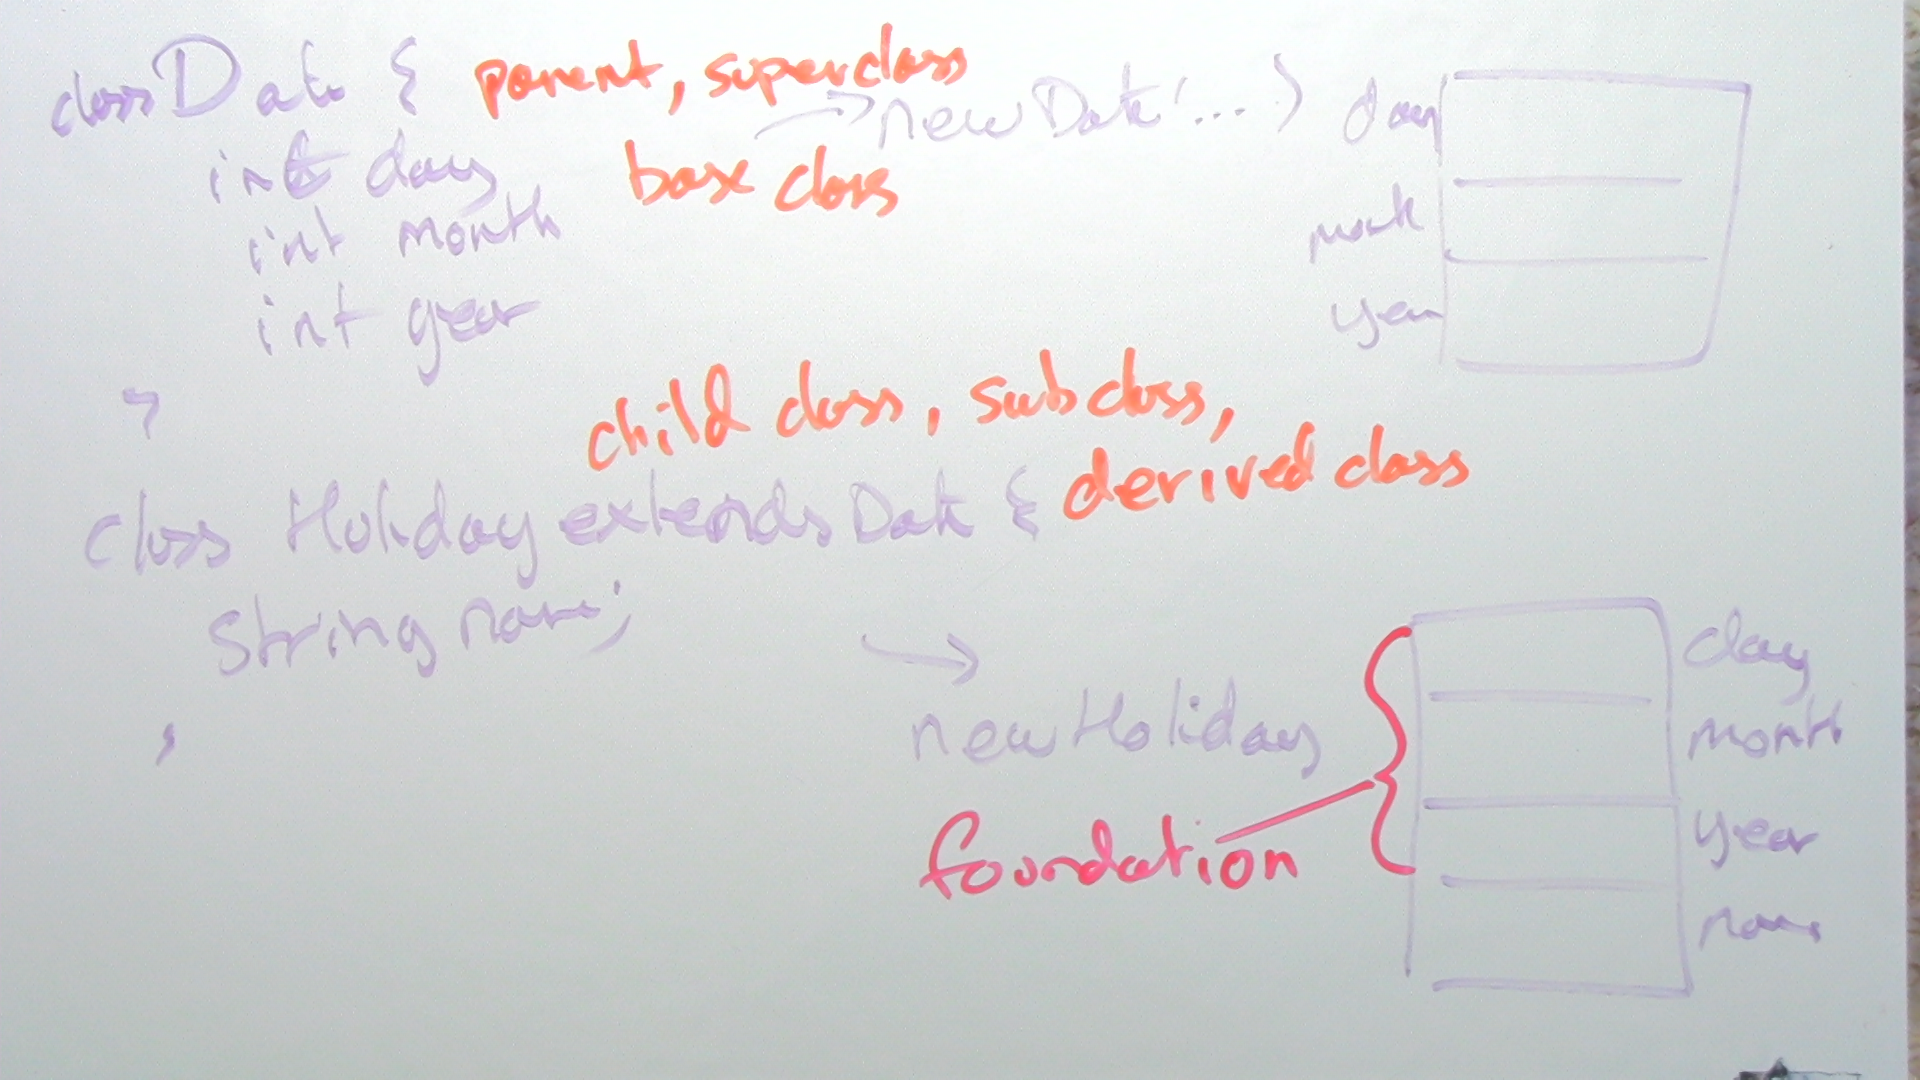 class Date { parent, superclass
→ new Date(...)
int day base class
int month
int year
}
day
month
year
child class, subclass,
derived class
class Holiday extends Date {
String name;
}
→
new Holiday
foundation
day
month
year
name